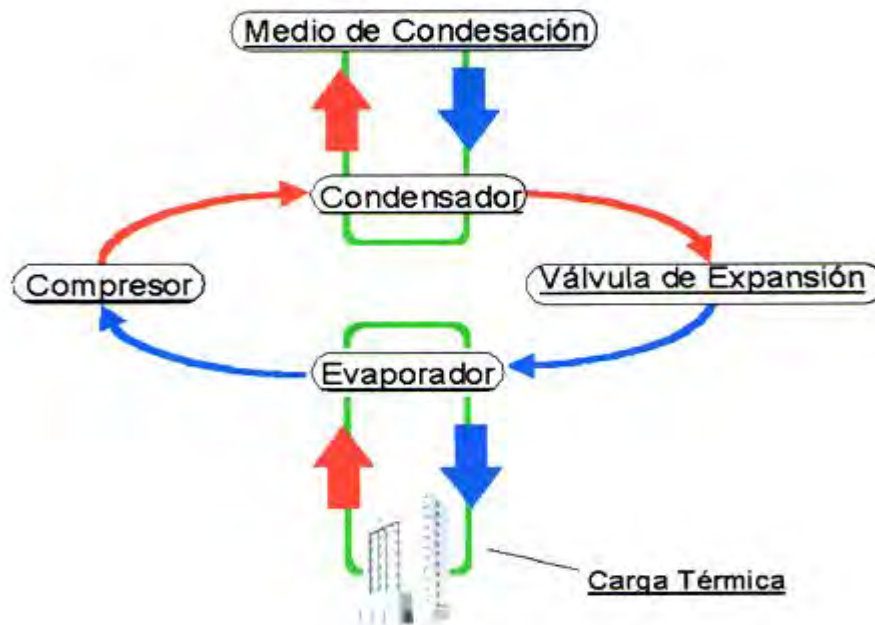 Medio de Condesación
Condensador
Compresor
Válvula de Expansión
Evaporador
Carga Térmica